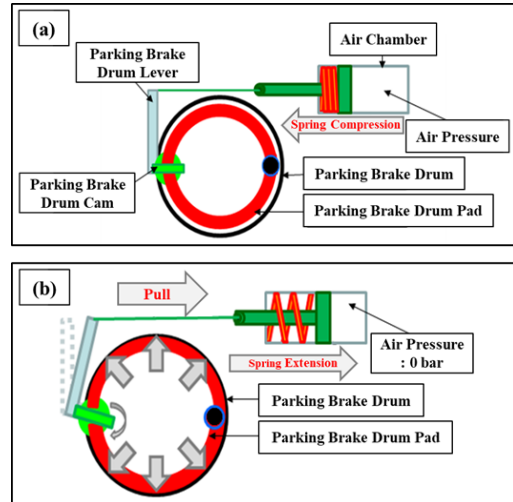 (a)
Parking Brake
Drum Lever
Air Chamber
Spring Compression
Air Pressure
Parking Brake
Drum Cam
Parking Brake Drum
Parking Brake Drum Pad
(b)
Pull
Spring Extension
Air Pressure
: 0 bar
Parking Brake Drum
Parking Brake Drum Pad